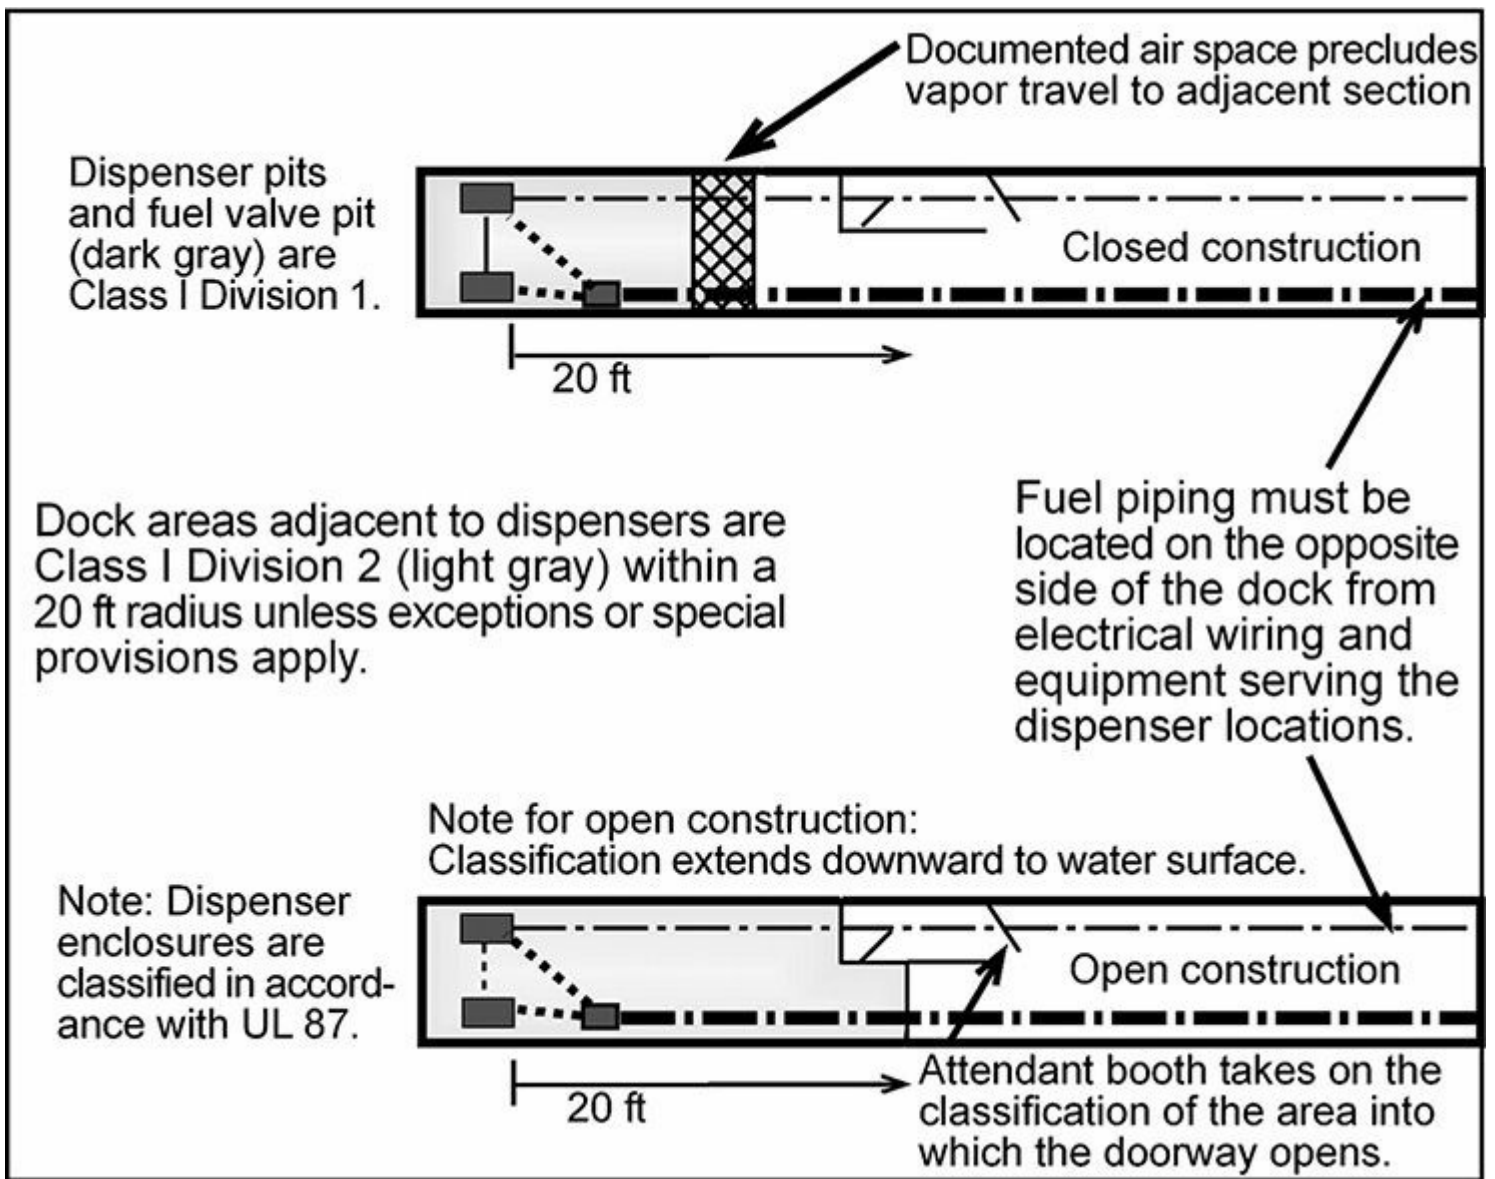 Documented air space precludes
vapor travel to adjacent section
Dispenser pits
and fuel valve pit
(dark gray) are
Class I Division 1.
Closed construction
20 ft
Dock areas adjacent to dispensers are
Class I Division 2 (light gray) within a
20 ft radius unless exceptions or special
provisions apply.
Fuel piping must be
located on the opposite
side of the dock from
electrical wiring and
equipment serving the
dispenser locations.
Note for open construction:
Classification extends downward to water surface.
Note: Dispenser
enclosures are
classified in accord-
ance with UL 87.
Open construction
20 ft
Attendant booth takes on the
classification of the area into
which the doorway opens.